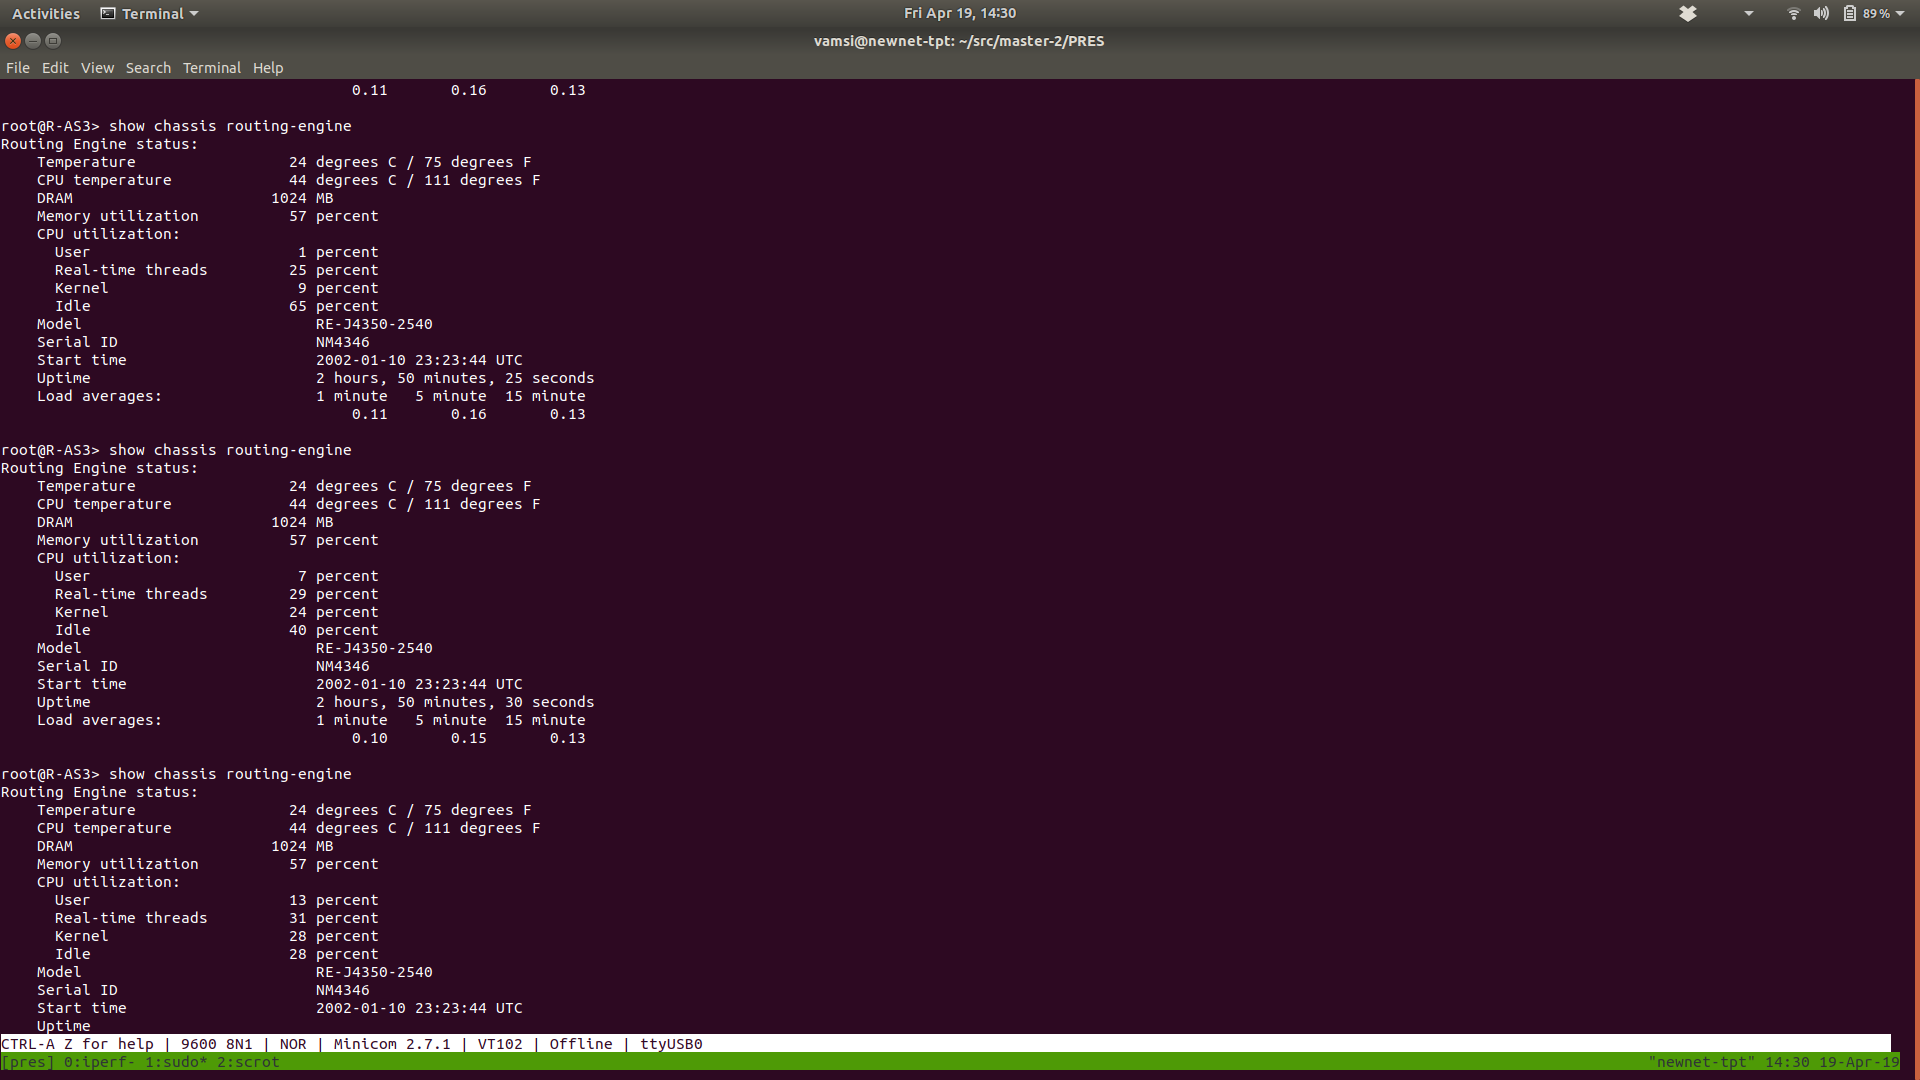 Activities Terminal Fri Apr 19, 14:30 89%
vamsi@newnet-tpt: ~/src/master-2/PRES
File Edit View Search Terminal Help
0.11 0.16 0.13
root@R-AS3> show chassis routing-engine
Routing Engine status:
Temperature 24 degrees C / 75 degrees F
CPU temperature 44 degrees C / 111 degrees F
DRAM 1024 MB
Memory utilization 57 percent
CPU utilization:
User 1 percent
Real-time threads 25 percent
Kernel 9 percent
Idle 65 percent
Model RE-J4350-2540
Serial ID NM4346
Start time 2002-01-10 23:23:44 UTC
Uptime 2 hours, 50 minutes, 25 seconds
Load averages: 1 minute 5 minute 15 minute
0.11 0.16 0.13
root@R-AS3> show chassis routing-engine
Routing Engine status:
Temperature 24 degrees C / 75 degrees F
CPU temperature 44 degrees C / 111 degrees F
DRAM 1024 MB
Memory utilization 57 percent
CPU utilization:
User 7 percent
Real-time threads 29 percent
Kernel 24 percent
Idle 40 percent
Model RE-J4350-2540
Serial ID NM4346
Start time 2002-01-10 23:23:44 UTC
Uptime 2 hours, 50 minutes, 30 seconds
Load averages: 1 minute 5 minute 15 minute
0.10 0.15 0.13
root@R-AS3> show chassis routing-engine
Routing Engine status:
Temperature 24 degrees C / 75 degrees F
CPU temperature 44 degrees C / 111 degrees F
DRAM 1024 MB
Memory utilization 57 percent
CPU utilization:
User 13 percent
Real-time threads 31 percent
Kernel 28 percent
Idle 28 percent
Model RE-J4350-2540
Serial ID NM4346
Start time 2002-01-10 23:23:44 UTC
Uptime
CTRL-A Z for help | 9600 8N1 | NOR | Minicom 2.7.1 | VT102 | Offline | ttyUSB0
[pres] 0:iperf- 1:sudo* 2:scrot "newnet-tpt" 14:30 19-Apr-19